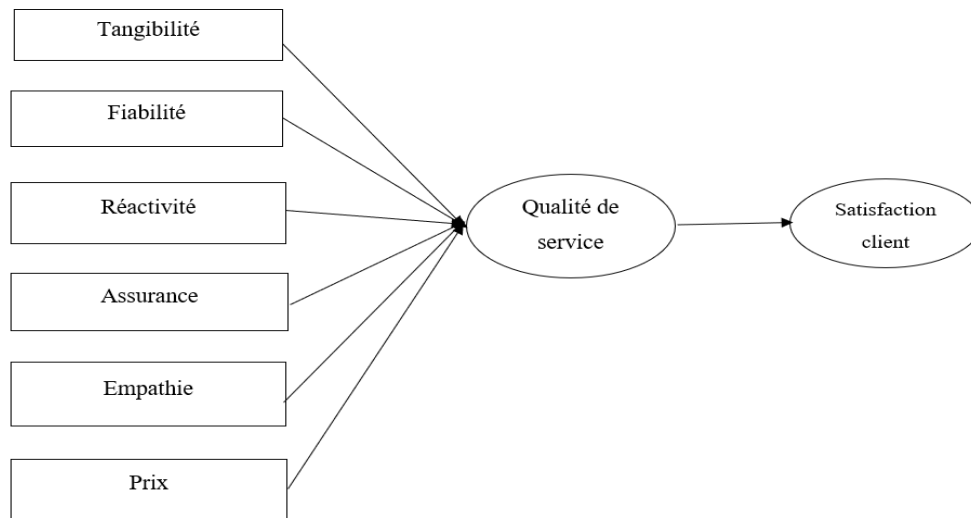 Tangibilité
Fiabilité
Réactivité
Assurance
Empathie
Prix
Qualité de
service
Satisfaction
client